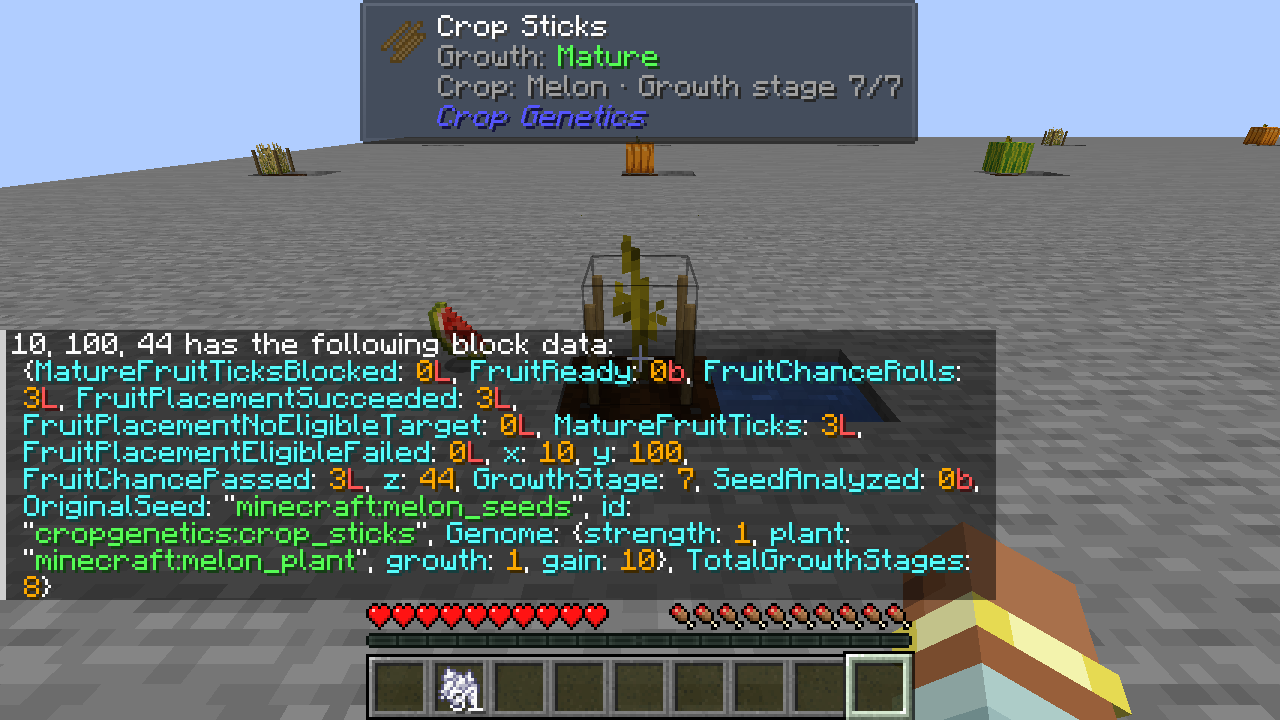 Crop Sticks
Growth: Mature
Crop: Melon · Growth stage 7/7
Crop Genetics
10, 100, 44 has the following block data:
{MatureFruitTicksBlocked: 0L, FruitReady: 0b, FruitChanceRolls:
3L, FruitPlacementSucceeded: 3L,
FruitPlacementNoEligibleTarget: 0L, MatureFruitTicks: 3L,
FruitPlacementEligibleFailed: 0L, x: 10, y: 100,
FruitChancePassed: 3L, z: 44, GrowthStage: 7, SeedAnalyzed: 0b,
OriginalSeed: "minecraft:melon_seeds", id:
"cropgenetics:crop_sticks", Genome: {strength: 1, plant:
"minecraft:melon_plant", growth: 1, gain: 10}, TotalGrowthStages:
8}